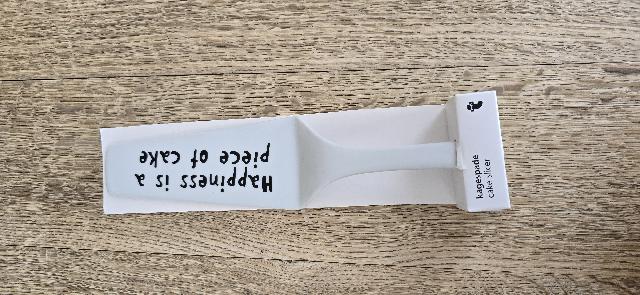 Happiness is a
piece of cake
kagespade
cake slicer